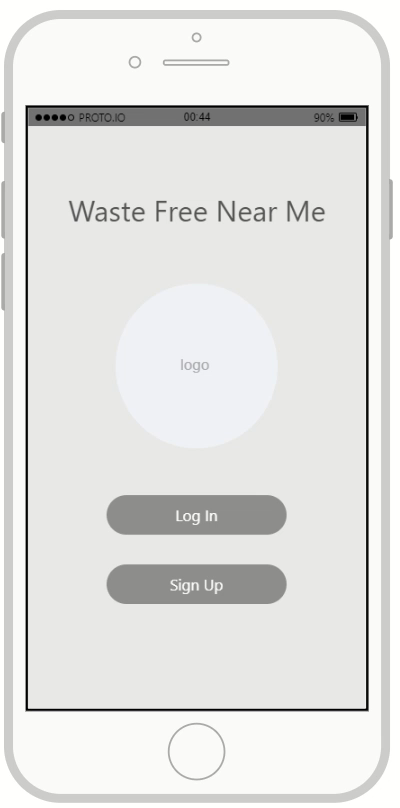 PROTO.IO 00:44 90%
Waste Free Near Me
logo
Log In
Sign Up